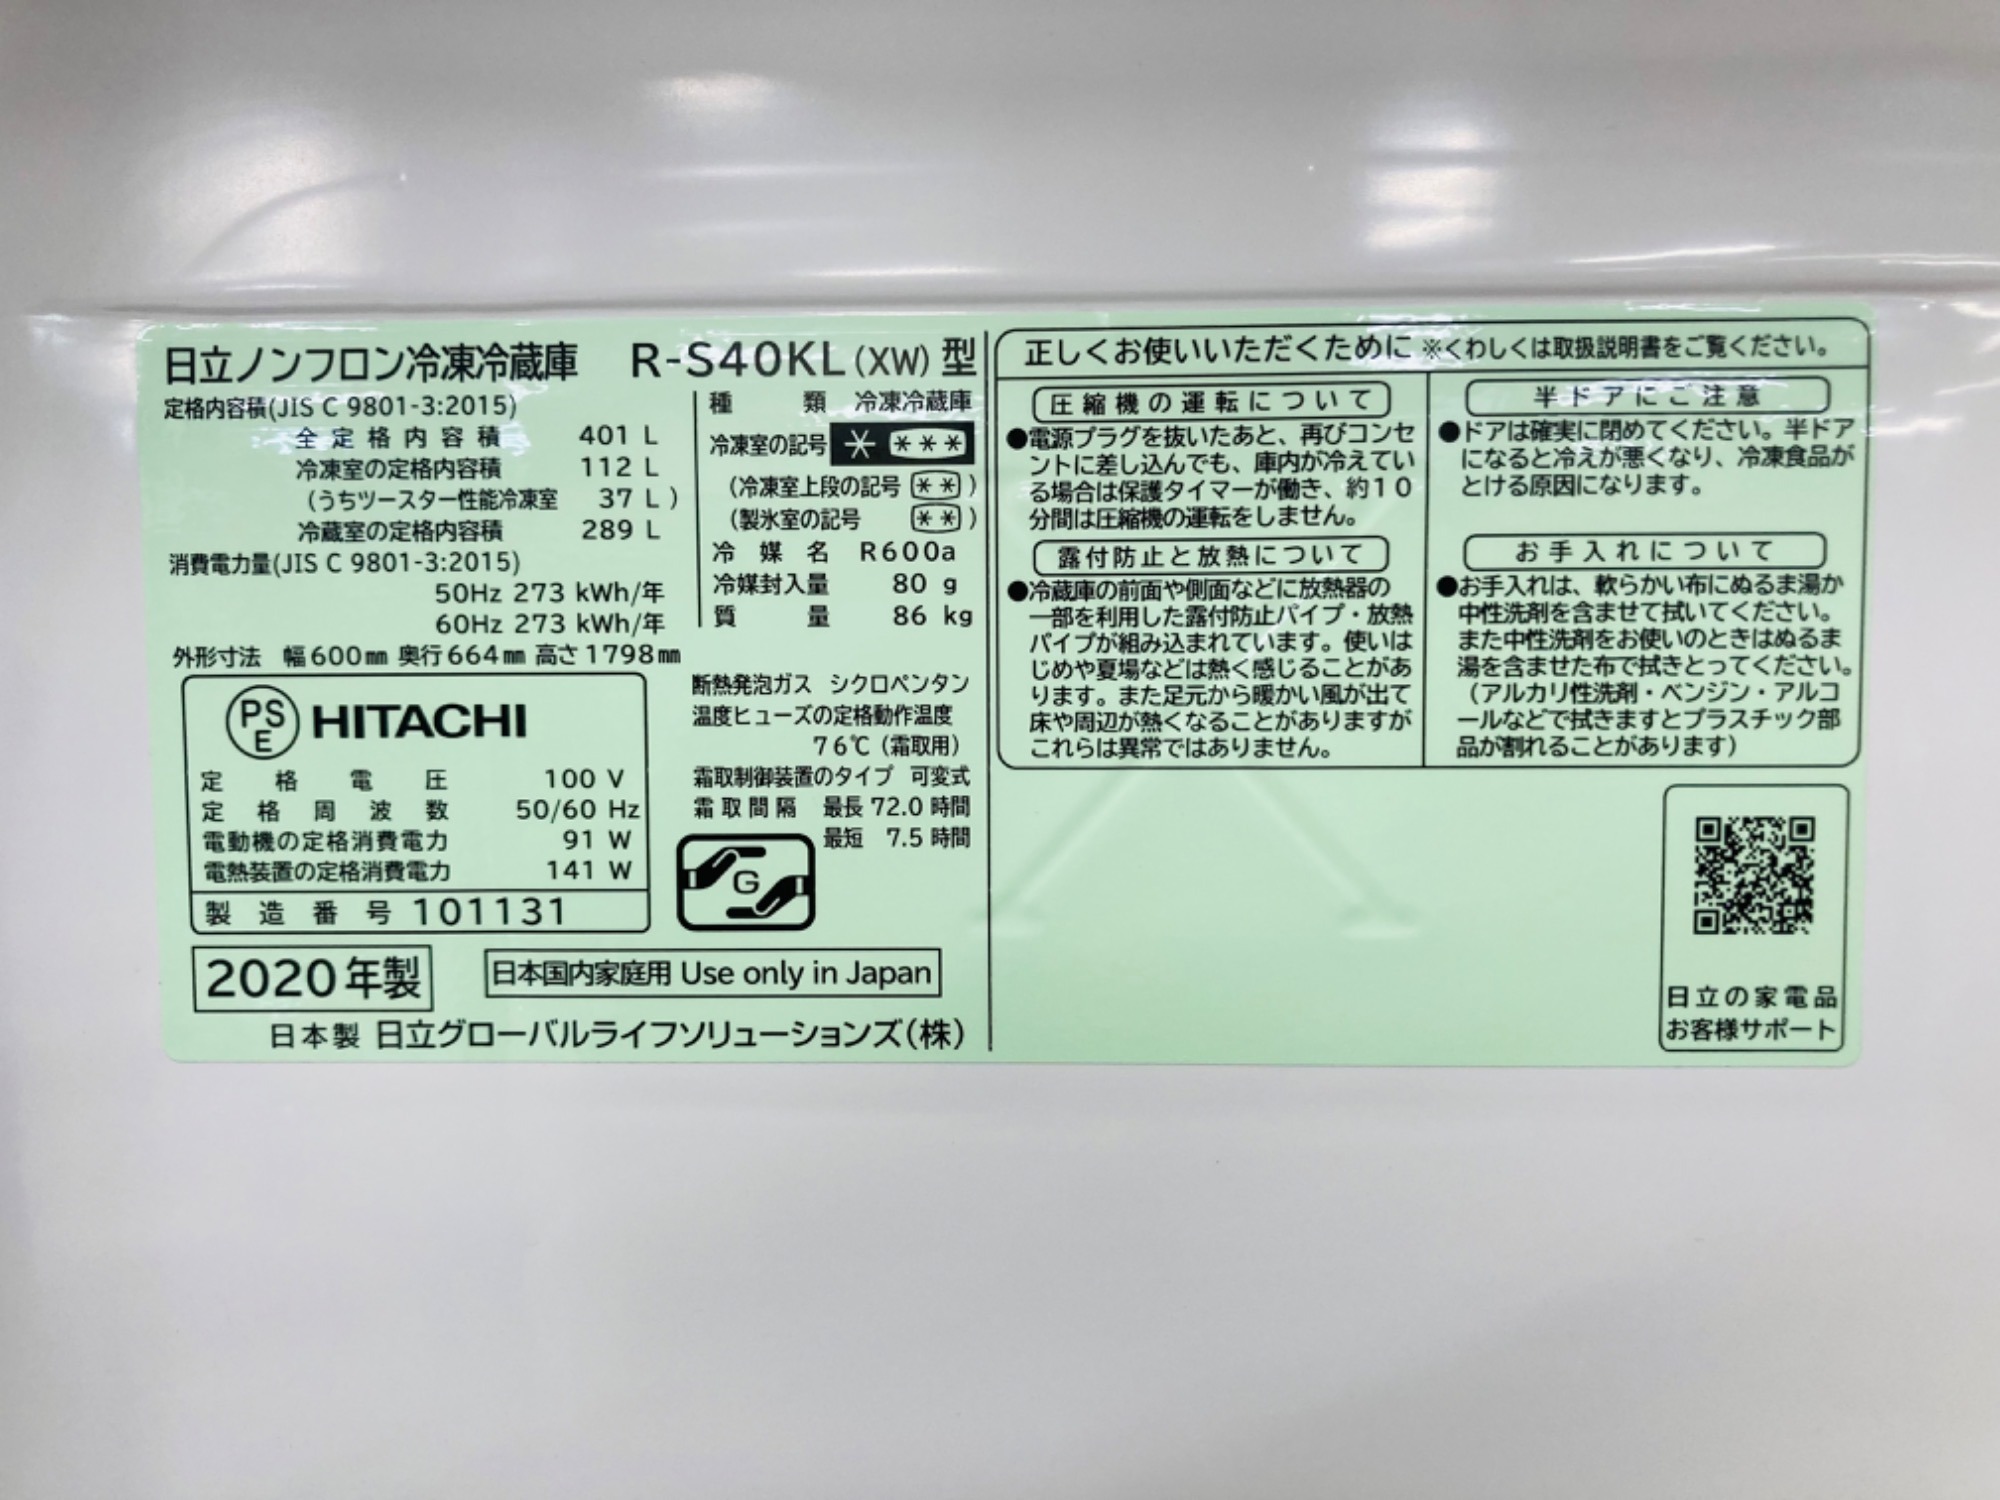 日立ノンフロン冷凍冷蔵庫 R-S40KL(XW)型
定格内容積(JIS C 9801-3:2015)
全定格内容積 401 L
冷凍室の定格内容積 112 L
(うちツースター性能冷凍室 37 L)
冷蔵室の定格内容積 289 L
消費電力量(JIS C 9801-3:2015)
50Hz 273 kWh/年
60Hz 273 kWh/年
外形寸法 幅600㎜ 奥行664㎜ 高さ1798㎜
種類 冷凍冷蔵庫
冷凍室の記号 * ***
(冷凍室上段の記号 **)
(製氷室の記号 **)
冷媒名 R600a
冷媒封入量 80 g
質量 86 kg
PS
E
HITACHI
定格電圧 100 V
定格周波数 50/60 Hz
電動機の定格消費電力 91 W
電熱装置の定格消費電力 141 W
製造番号 101131
断熱発泡ガス シクロペンタン
温度ヒューズの定格動作温度
76℃(霜取用)
霜取制御装置のタイプ 可変式
霜取間隔 最長 72.0 時間
最短 7.5 時間
G
2020年製
日本国内家庭用 Use only in Japan
日本製 日立グローバルライフソリューションズ(株)
正しくお使いいただくために ※くわしくは取扱説明書をご覧ください。
圧縮機の運転について
●電源プラグを抜いたあと、再びコンセ
ントに差し込んでも、庫内が冷えてい
る場合は保護タイマーが働き、約10
分間は圧縮機の運転をしません。
露付防止と放熱について
●冷蔵庫の前面や側面などに放熱器の
一部を利用した露付防止パイプ・放熱
パイプが組み込まれています。使いは
じめや夏場などは熱く感じることがあ
ります。また足元から暖かい風が出て
床や周辺が熱くなることがありますが
これらは異常ではありません。
半ドアにご注意
●ドアは確実に閉めてください。半ドア
になると冷えが悪くなり、冷凍食品が
とける原因になります。
お手入れについて
●お手入れは、軟らかい布にぬるま湯か
中性洗剤を含ませて拭いてください。
また中性洗剤をお使いのときはぬるま
湯を含ませた布で拭きとってください。
(アルカリ性洗剤・ベンジン・アルコ
ールなどで拭きますとプラスチック部
品が割れることがあります)
日立の家電品
お客様サポート